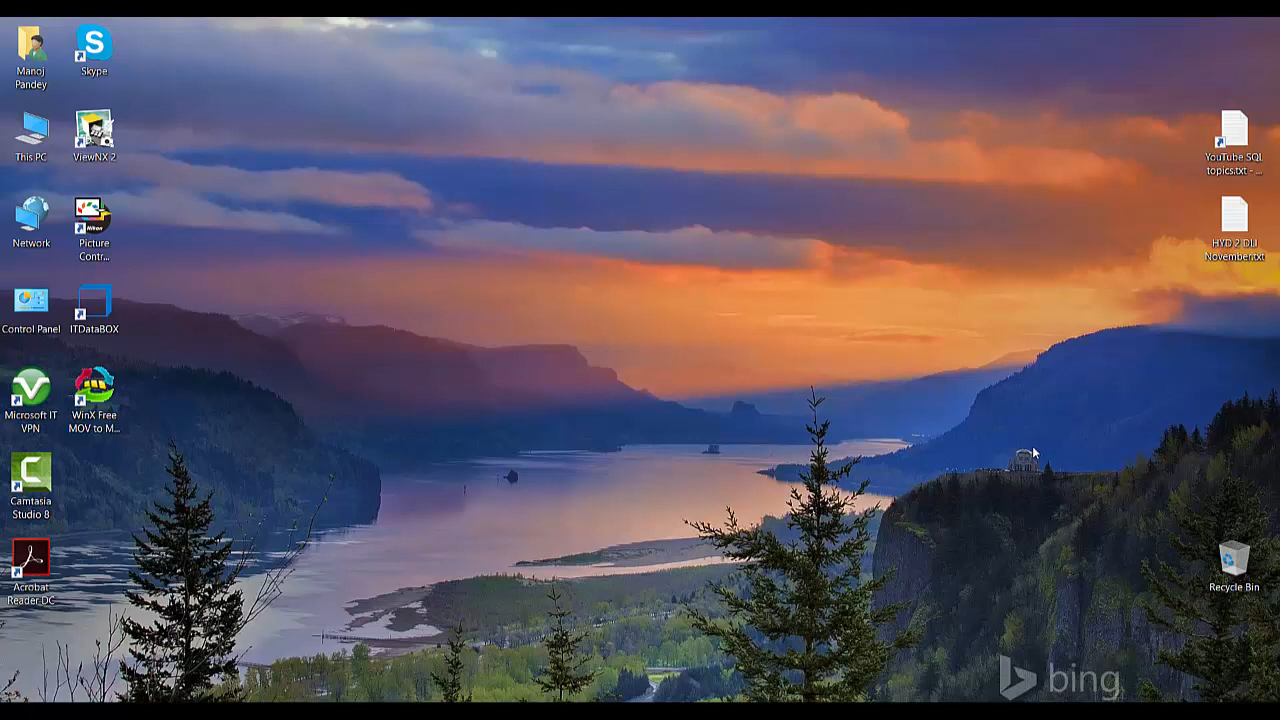 Manoj
Pandey
Skype
This PC
ViewNX 2
Network
Picture
Contr...
Nikon
Control Panel
ITDataBOX
Microsoft IT
VPN
WinX Free
MOV to M...
Camtasia
Studio 8
Acrobat
Reader DC
YouTube SQL
topics.txt - ...
HYD 2 DLI
November.txt
Recycle Bin
bing